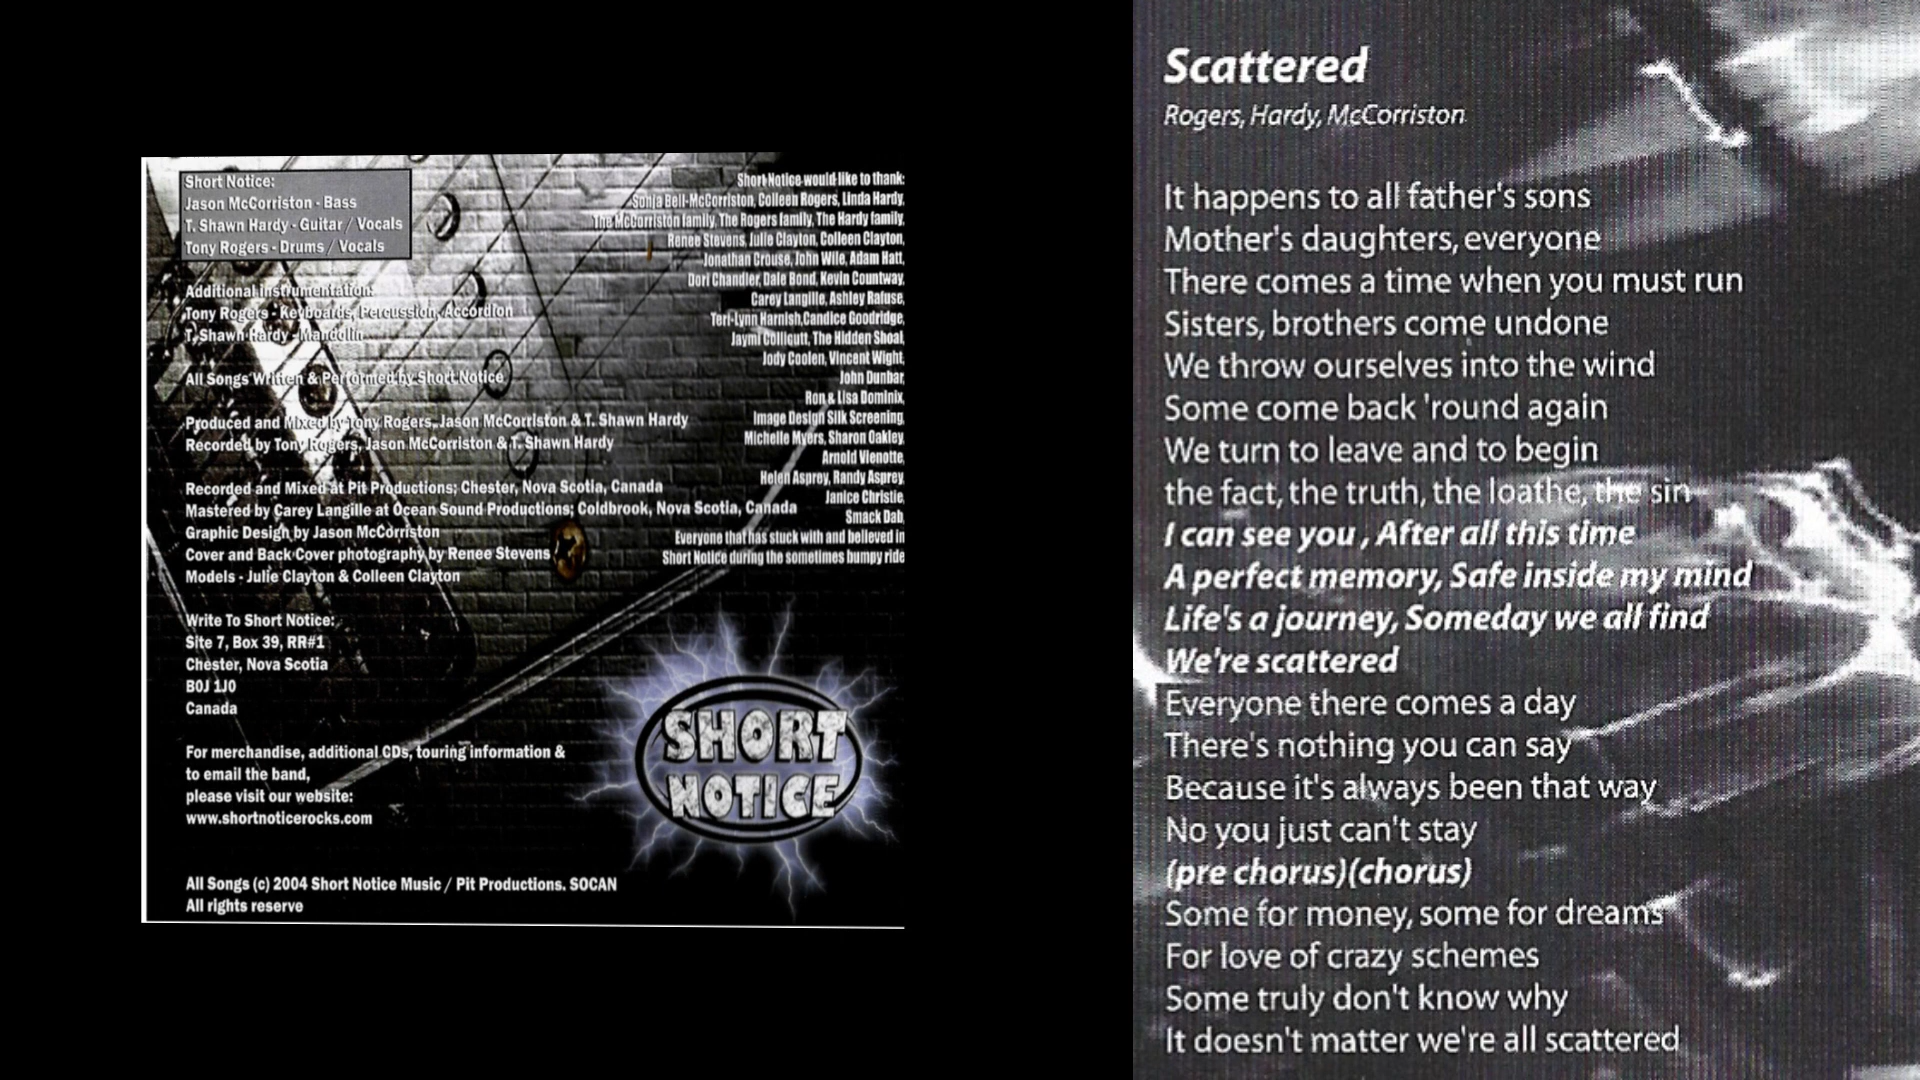 Short Notice:
Jason McCorriston - Bass
T. Shawn Hardy - Guitar / Vocals
Tony Rogers - Drums / Vocals
Additional Instrumentation:
Tony Rogers - Keyboards, Percussion, Accordion
T. Shawn Hardy - Mandolin
All Songs Written & Performed by Short Notice
Produced and Mixed by Tony Rogers, Jason McCorriston & T. Shawn Hardy
Recorded by Tony Rogers, Jason McCorriston & T. Shawn Hardy
Recorded and Mixed at Pit Productions; Chester, Nova Scotia, Canada
Mastered by Carey Langille at Ocean Sound Productions; Coldbrook, Nova Scotia, Canada
Graphic Design by Jason McCorriston
Cover and Back Cover photography by Renee Stevens
Models - Julie Clayton & Colleen Clayton
Write To Short Notice:
Site 7, Box 39, RR#1
Chester, Nova Scotia
B0J 1J0
Canada
For merchandise, additional CDs, touring information &
to email the band,
please visit our website:
www.shortnoticerocks.com
All Songs (c) 2004 Short Notice Music / Pit Productions. SOCAN
All rights reserve
Short Notice would like to thank:
Sonja Bell-McCorriston, Colleen Rogers, Linda Hardy,
The McCorriston family, The Rogers family, The Hardy family,
Renee Stevens, Julie Clayton, Colleen Clayton,
Jonathan Crouse, John Wile, Adam Hatt,
Dori Chandler, Dale Bond, Kevin Countway,
Carey Langille, Ashley Rafuse,
Teri-Lynn Harnish,Candice Goodridge,
Jaymi Collicutt, The Hidden Shoal,
Jody Coolen, Vincent Wight,
John Dunbar,
Ron & Lisa Dominix,
Image Design Silk Screening,
Michelle Myers, Sharon Oakley,
Arnold Vienotte,
Helen Asprey, Randy Asprey,
Janice Christie,
Smack Dab,
Everyone that has stuck with and believed in
Short Notice during the sometimes bumpy ride
SHORT
NOTICE
Scattered
Rogers, Hardy, McCorriston
It happens to all father's sons
Mother's daughters, everyone
There comes a time when you must run
Sisters, brothers come undone
We throw ourselves into the wind
Some come back 'round again
We turn to leave and to begin
the fact, the truth, the loathe, the sin
I can see you , After all this time
A perfect memory, Safe inside my mind
Life's a journey, Someday we all find
We're scattered
Everyone there comes a day
There's nothing you can say
Because it's always been that way
No you just can't stay
(pre chorus)(chorus)
Some for money, some for dreams
For love of crazy schemes
Some truly don't know why
It doesn't matter we're all scattered